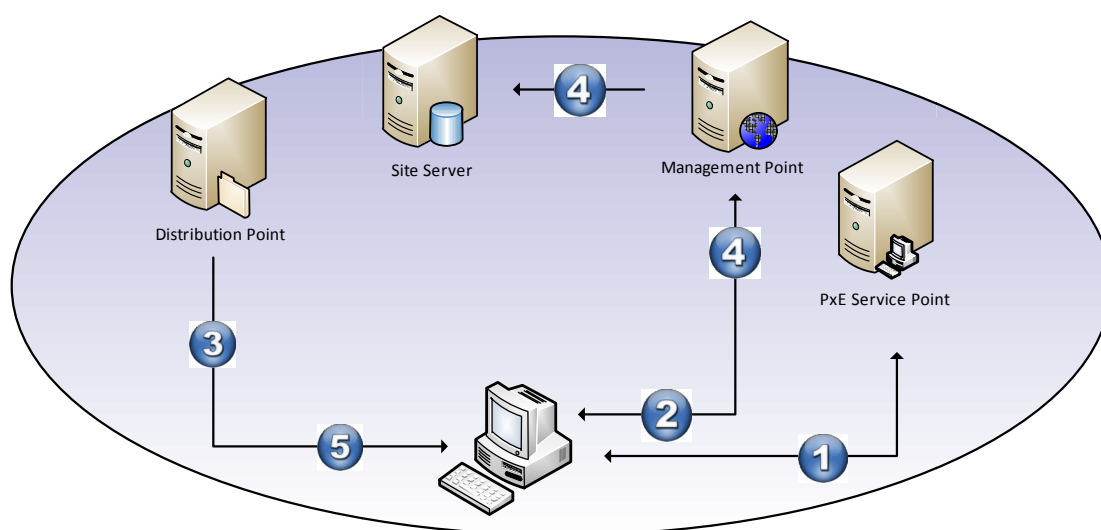 4
Site Server
Management Point
Distribution Point
4
PxE Service Point
3
2
5
1